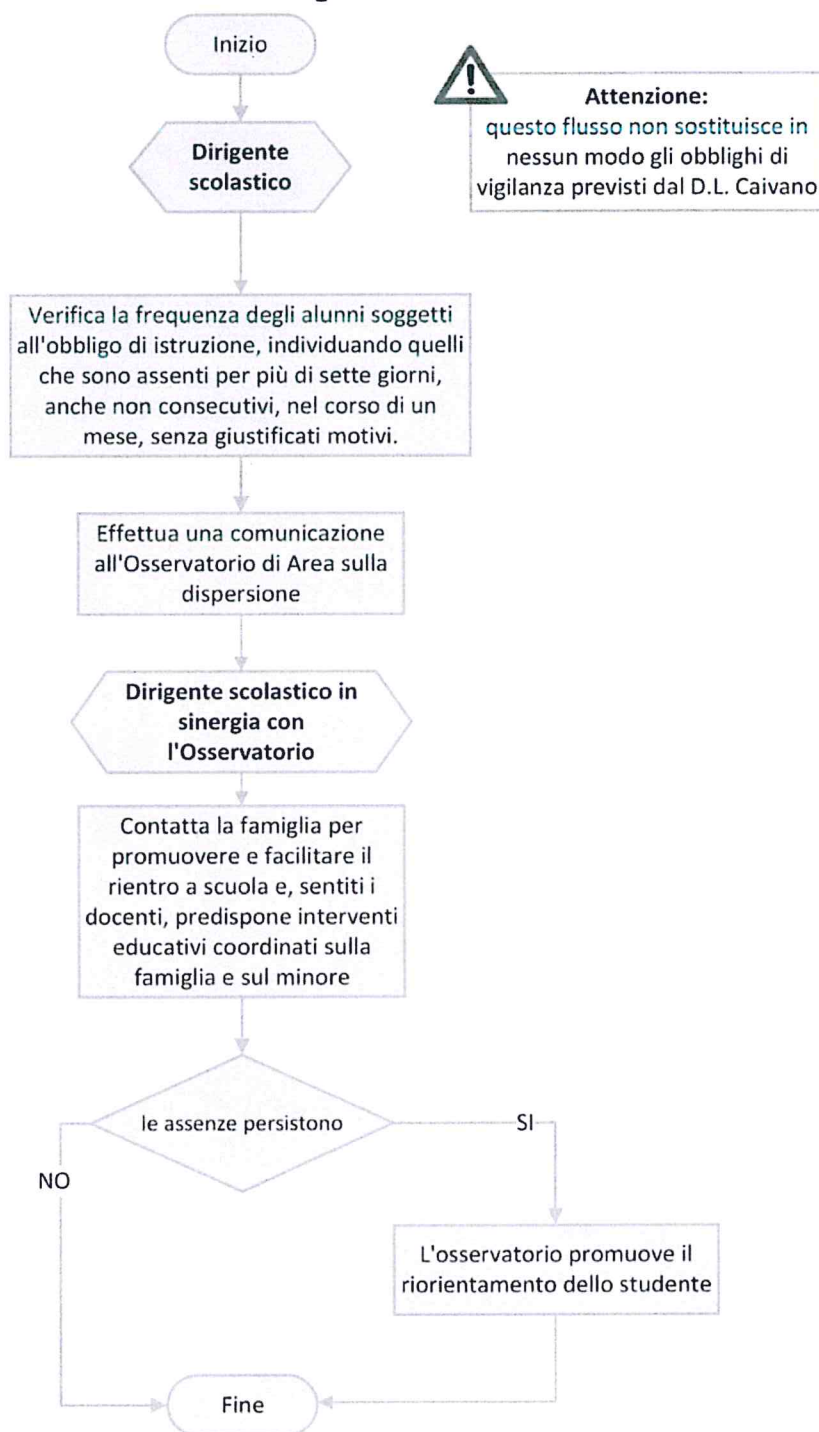 Inizio
Attenzione:
questo flusso non sostituisce in
nessun modo gli obblighi di
vigilanza previsti dal D.L. Caivano
Dirigente
scolastico
Verifica la frequenza degli alunni soggetti
all'obbligo di istruzione, individuando quelli
che sono assenti per più di sette giorni,
anche non consecutivi, nel corso di un
mese, senza giustificati motivi.
Effettua una comunicazione
all'Osservatorio di Area sulla
dispersione
Dirigente scolastico in
sinergia con
l'Osservatorio
Contatta la famiglia per
promuovere e facilitare il
rientro a scuola e, sentiti i
docenti, predispone interventi
educativi coordinati sulla
famiglia e sul minore
le assenze persistono
SI
NO
L'osservatorio promuove il
riorientamento dello studente
Fine